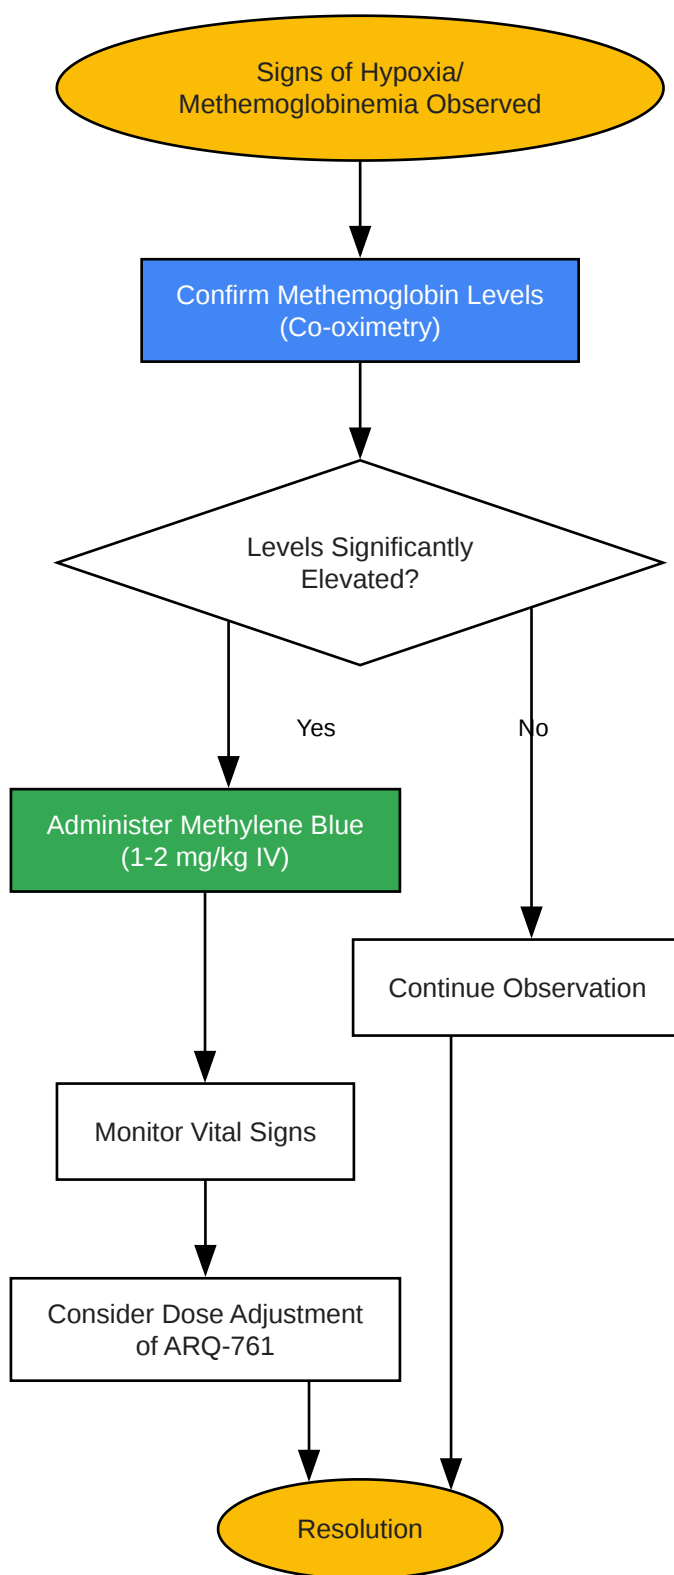 Signs of Hypoxia/
Methemoglobinemia Observed
Confirm Methemoglobin Levels
(Co-oximetry)
Levels Significantly
Elevated?
Yes
No
Administer Methylene Blue
(1-2 mg/kg IV)
Continue Observation
Monitor Vital Signs
Consider Dose Adjustment
of ARQ-761
Resolution